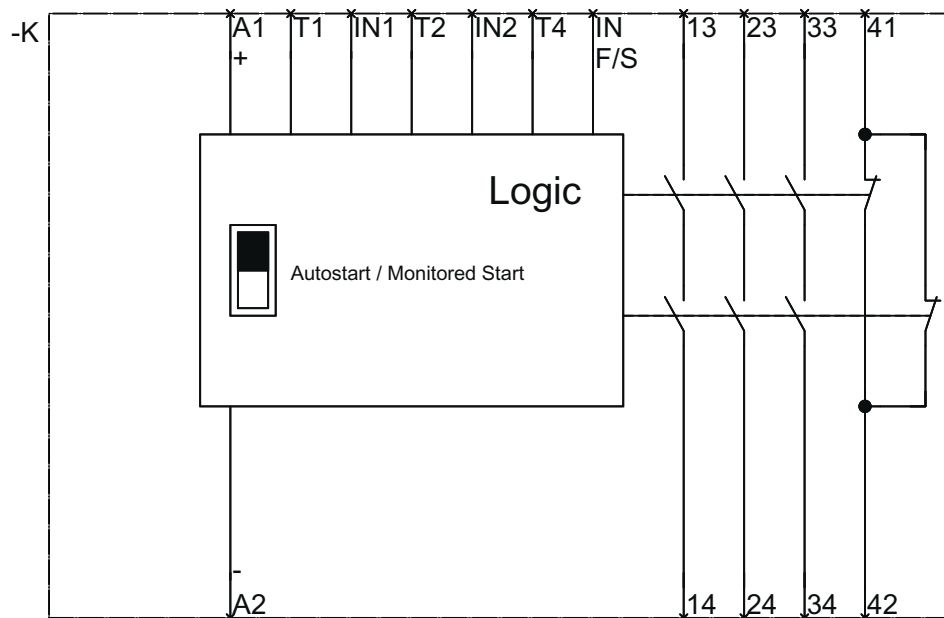 -K
A1 T1 IN1 T2 IN2 T4 IN 13 23 33 41
+ F/S
Logic
Autostart / Monitored Start
-
A2 14 24 34 42